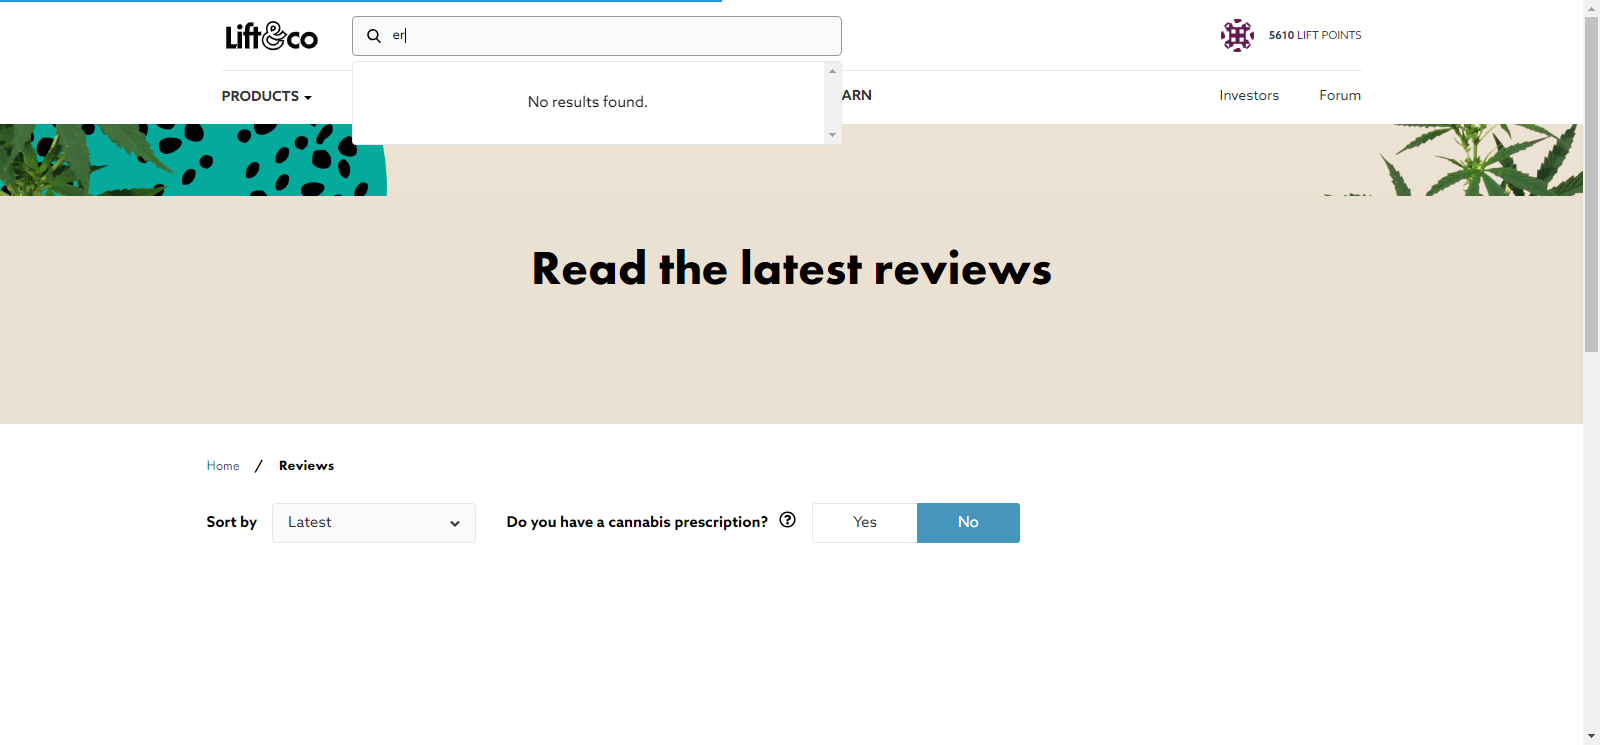 Lift&co
er
5610 LIFT POINTS
No results found.
PRODUCTS
ARN
Investors
Forum
Read the latest reviews
Home / Reviews
Sort by
Latest
Do you have a cannabis prescription?
Yes
No